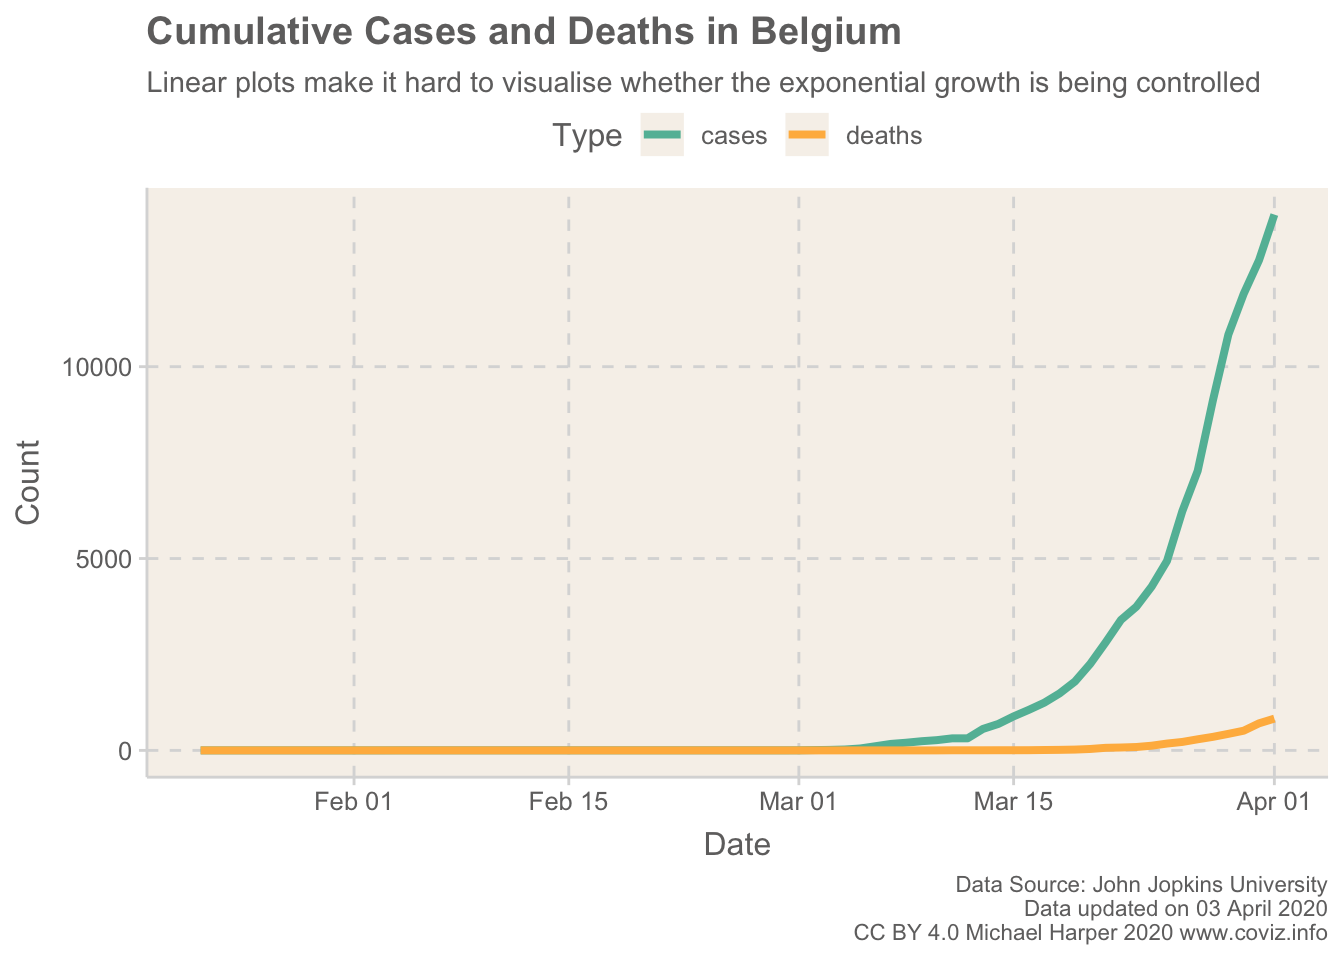 Cumulative Cases and Deaths in Belgium
Linear plots make it hard to visualise whether the exponential growth is being controlled
Type cases deaths
10000
5000
0
Count
Feb 01 Feb 15 Mar 01 Mar 15 Apr 01
Date
Data Source: John Jopkins University
Data updated on 03 April 2020
CC BY 4.0 Michael Harper 2020 www.coviz.info